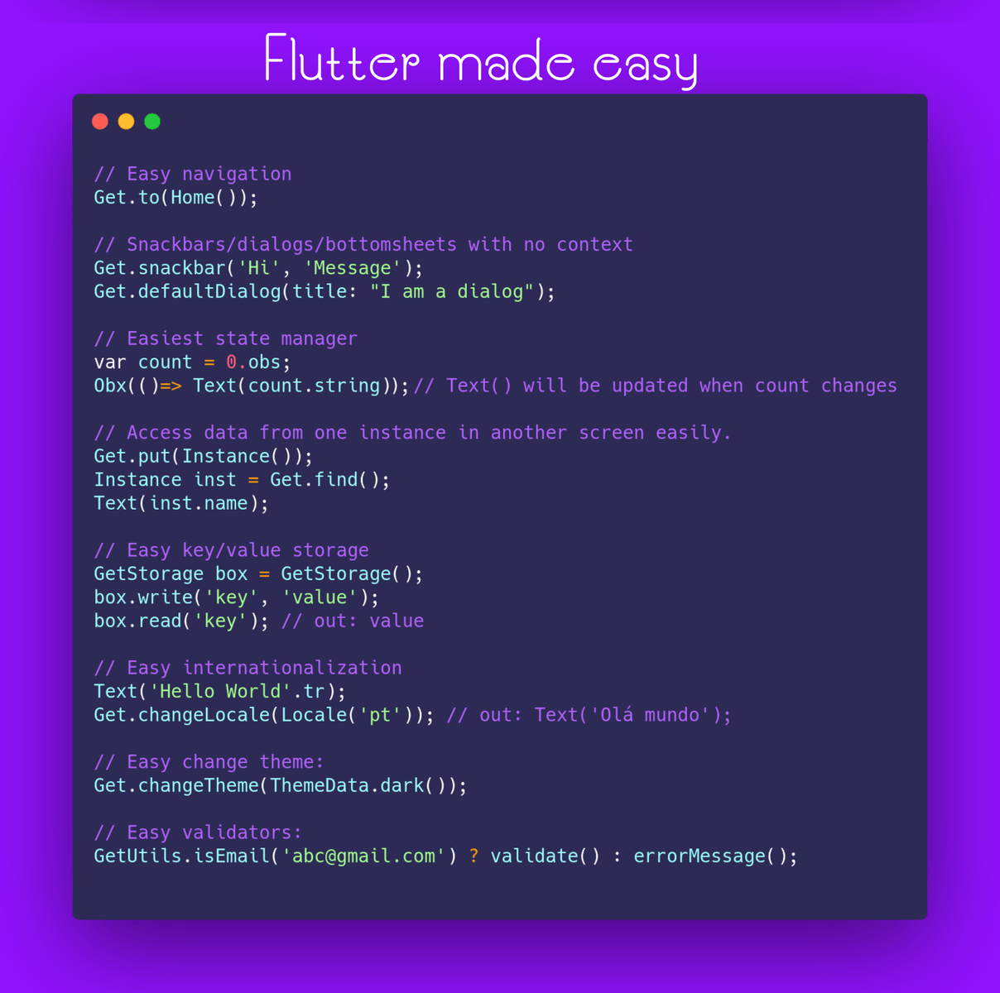 Flutter made easy
// Easy navigation
Get.to(Home());
// Snackbars/dialogs/bottomsheets with no context
Get.snackbar('Hi', 'Message');
Get.defaultDialog(title: "I am a dialog");
// Easiest state manager
var count = 0.obs;
Obx(()=> Text(count.string));// Text() will be updated when count changes
// Access data from one instance in another screen easily.
Get.put(Instance());
Instance inst = Get.find();
Text(inst.name);
// Easy key/value storage
GetStorage box = GetStorage();
box.write('key', 'value');
box.read('key'); // out: value
// Easy internationalization
Text('Hello World'.tr);
Get.changeLocale(Locale('pt')); // out: Text('Olá mundo');
// Easy change theme:
Get.changeTheme(ThemeData.dark());
// Easy validators:
GetUtils.isEmail('abc@gmail.com') ? validate() : errorMessage();